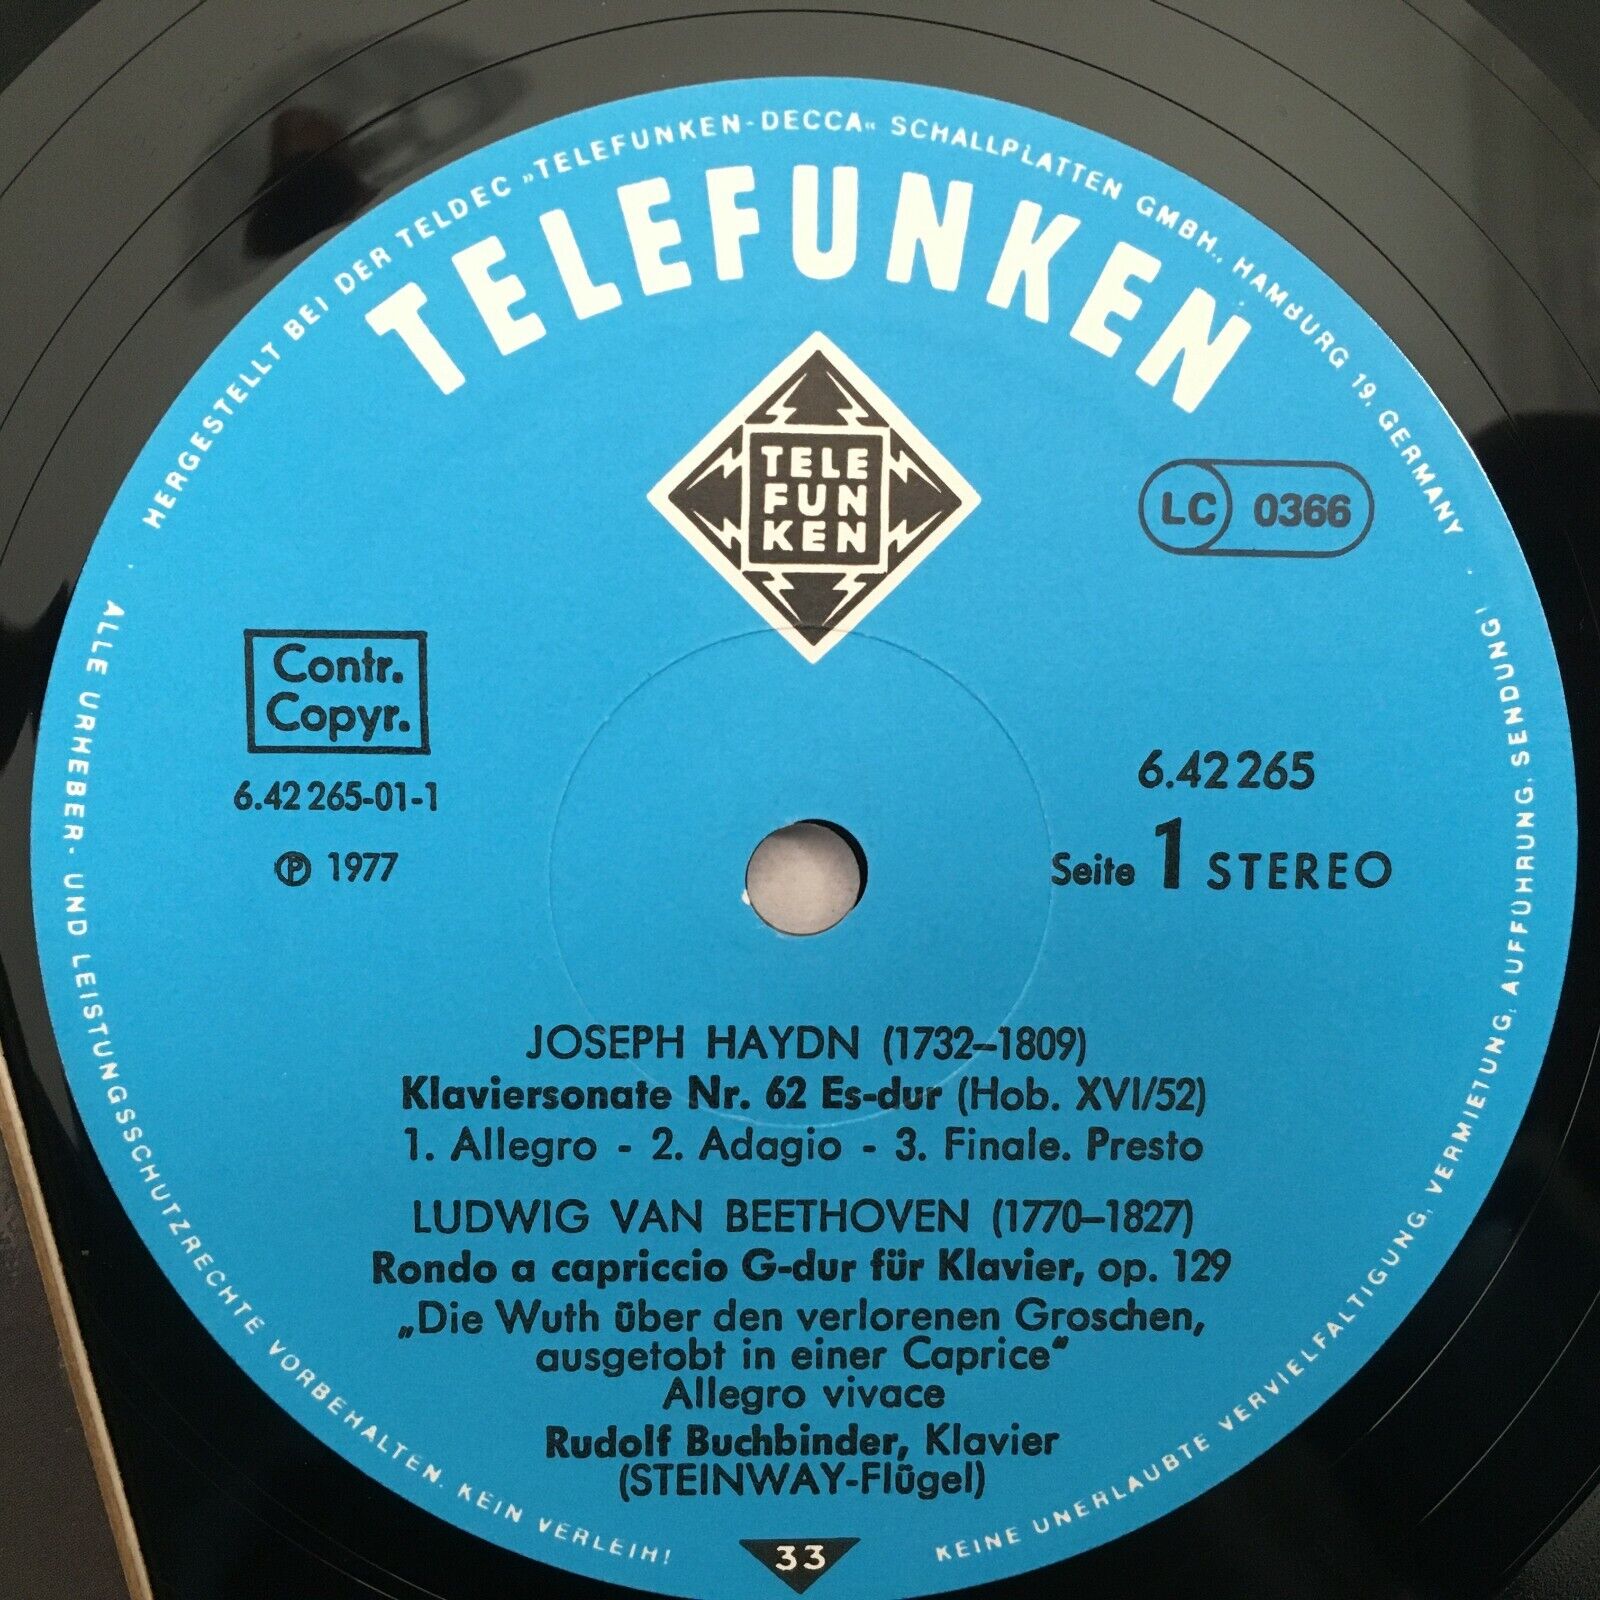 HERGESTELLT BEI DER TELDEC »TELEFUNKEN-DECCA« SCHALLPLATTEN GMBH., HAMBURG 19, GERMANY
TELEFUNKEN
TELE
FUN
KEN
LC 0366
Contr.
Copyr.
6.42 265-01-1
Ⓟ 1977
6.42 265
Seite 1 STEREO
JOSEPH HAYDN (1732–1809)
Klaviersonate Nr. 62 Es-dur (Hob. XVI/52)
1. Allegro - 2. Adagio - 3. Finale. Presto
LUDWIG VAN BEETHOVEN (1770–1827)
Rondo a capriccio G-dur für Klavier, op. 129
„Die Wuth über den verlorenen Groschen,
ausgetobt in einer Caprice“
Allegro vivace
Rudolf Buchbinder, Klavier
(STEINWAY-Flügel)
33
ALLE URHEBER- UND LEISTUNGSSCHUTZRECHTE VORBEHALTEN. KEIN VERLEIH!
KEINE UNERLAUBTE VERVIELFALTIGUNG, VERMIETUNG, AUFFÜHRUNG, SENDUNG!